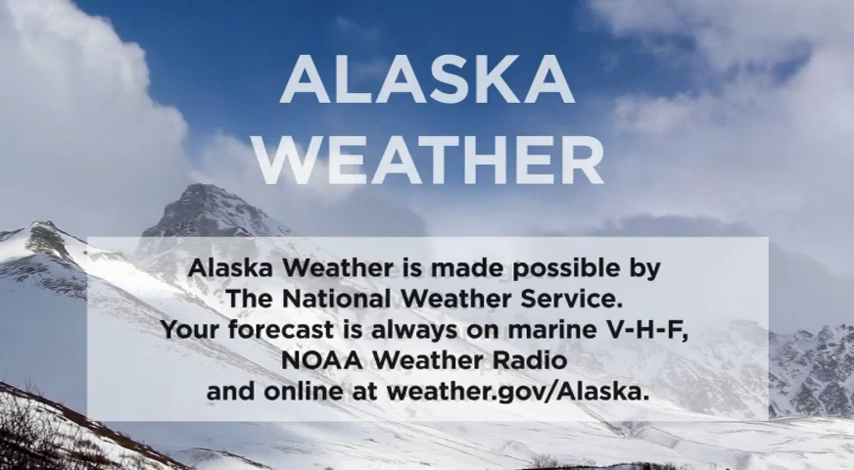 ALASKA
WEATHER
Alaska Weather is made possible by
The National Weather Service.
Your forecast is always on marine V-H-F,
NOAA Weather Radio
and online at weather.gov/Alaska.